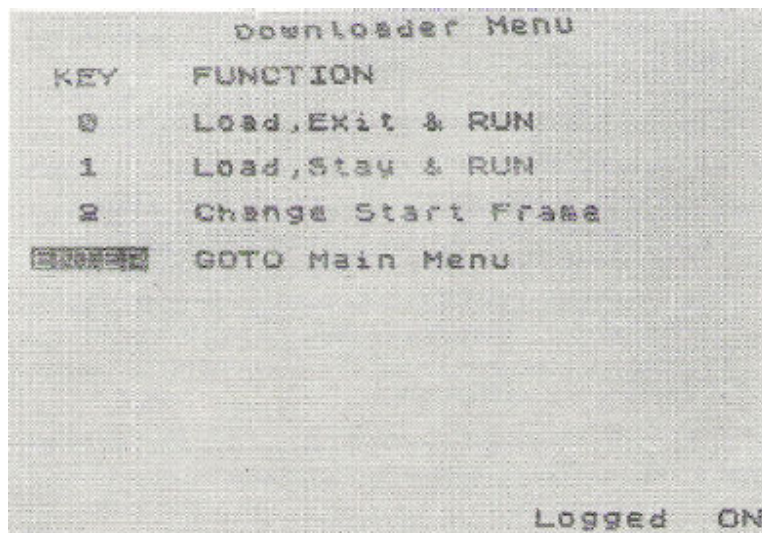 Downloader Menu
KEY FUNCTION
0 Load,Exit & RUN
1 Load,Stay & RUN
2 Change Start Frame
ENTER GOTO Main Menu
Logged ON